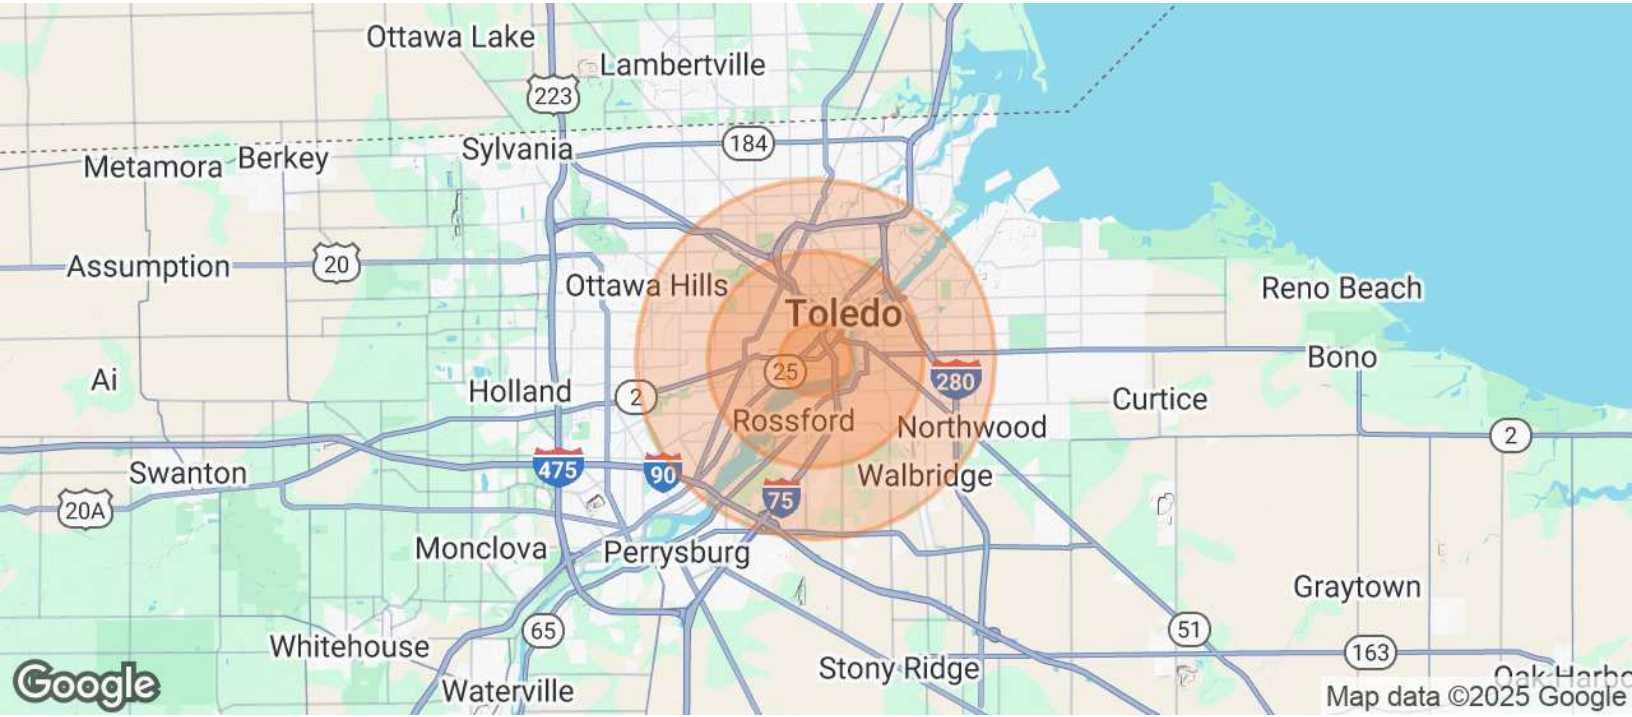 Ottawa Lake
Lambertville
223
184
Sylvania
Metamora
Berkey
Assumption
20
Ottawa Hills
Toledo
Reno Beach
Bono
Ai
25
280
Holland
2
Curtice
Rossford
Northwood
2
Swanton
475
90
Walbridge
75
20A
Monclova
Perrysburg
Graytown
Whitehouse
65
51
163
Stony Ridge
Google
Waterville
Oak Harbo
Map data ©2025 Google